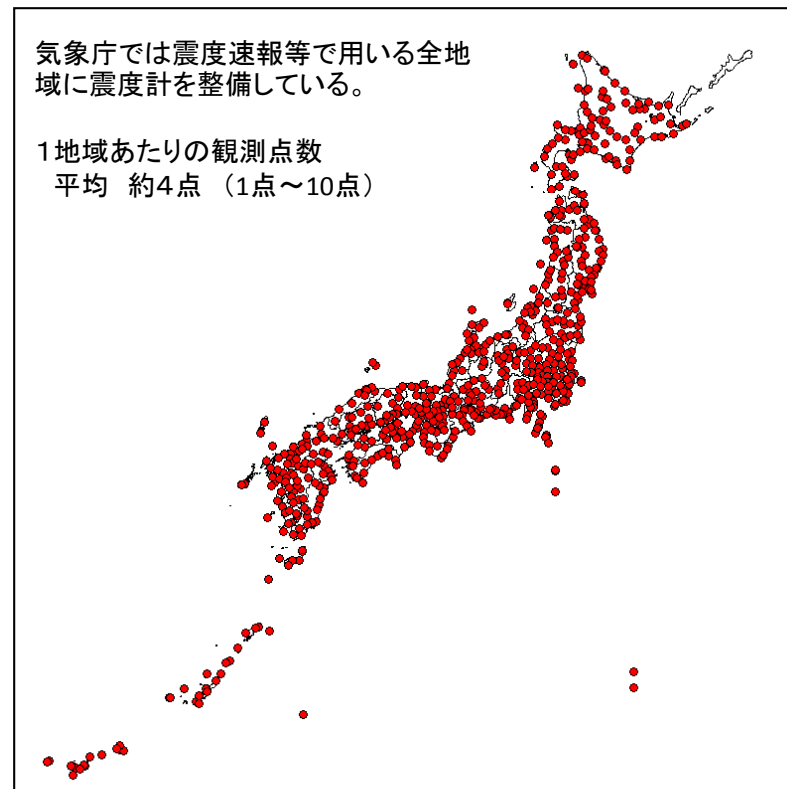 気象庁では震度速報等で用いる全地
域に震度計を整備している。
1地域あたりの観測点数
平均 約4点 （1点～10点）